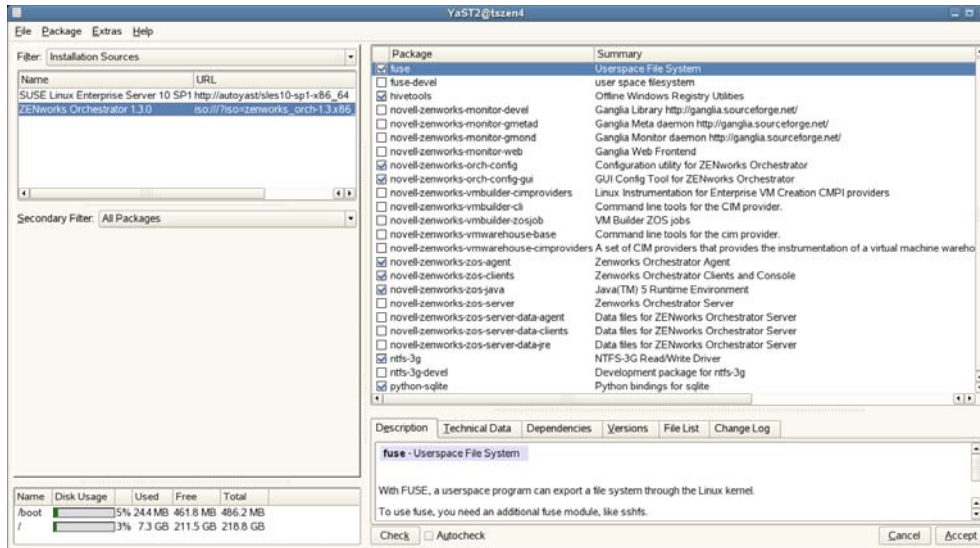 YaST2@tszen4
File Package Extras Help
Filter: Installation Sources
Name URL
SUSE Linux Enterprise Server 10 SP1 http://autoyast/sles10-sp1-x86_64
ZENworks Orchestrator 1.3.0 iso:///?iso=zenworks_orch-1.3.x86
Secondary Filter: All Packages
Name Disk Usage Used Free Total
/boot 5% 24.4 MB 461.8 MB 486.2 MB
/ 3% 7.3 GB 211.5 GB 218.8 GB
Package Summary
fuse Userspace File System
fuse-devel user space filesystem
hivetools Offline Windows Registry Utilities
novell-zenworks-monitor-devel Ganglia Library http://ganglia.sourceforge.net/
novell-zenworks-monitor-gmetad Ganglia Meta daemon http://ganglia.sourceforge.net/
novell-zenworks-monitor-gmond Ganglia Monitor daemon http://ganglia.sourceforge.net/
novell-zenworks-monitor-web Ganglia Web Frontend
novell-zenworks-orch-config Configuration utility for ZENworks Orchestrator
novell-zenworks-orch-config-gui GUI Config Tool for ZENworks Orchestrator
novell-zenworks-vmbuilder-cimproviders Linux Instrumentation for Enterprise VM Creation CMPI providers
novell-zenworks-vmbuilder-cli Command line tools for the CIM provider.
novell-zenworks-vmbuilder-zosjob VM Builder ZOS jobs
novell-zenworks-vmwarehouse-base Command line tools for the cim provider.
novell-zenworks-vmwarehouse-cimproviders A set of CIM providers that provides the instrumentation of a virtual machine wareho
novell-zenworks-zos-agent Zenworks Orchestrator Agent
novell-zenworks-zos-clients Zenworks Orchestrator Clients and Console
novell-zenworks-zos-java Java(TM) 5 Runtime Environment
novell-zenworks-zos-server Zenworks Orchestrator Server
novell-zenworks-zos-server-data-agent Data files for ZENworks Orchestrator Server
novell-zenworks-zos-server-data-clients Data files for ZENworks Orchestrator Server
novell-zenworks-zos-server-data-jre Data files for ZENworks Orchestrator Server
ntfs-3g NTFS-3G Read/Write Driver
ntfs-3g-devel Development package for ntfs-3g
python-sqlite Python bindings for sqlite
Description Technical Data Dependencies Versions File List Change Log
fuse - Userspace File System
With FUSE, a userspace program can export a file system through the Linux kernel
To use fuse, you need an additional fuse module, like sshfs.
Check Autocheck Cancel Accept